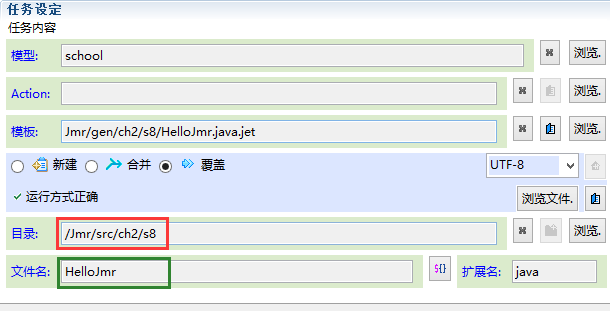 任务设定
任务内容
模型: school 浏览.
Action: 浏览.
模板: Jmr/gen/ch2/s8/HelloJmr.java.jet 浏览.
新建 合并 覆盖 UTF-8
运行方式正确 浏览文件.
目录: /Jmr/src/ch2/s8 浏览.
文件名: HelloJmr ${} 扩展名: java